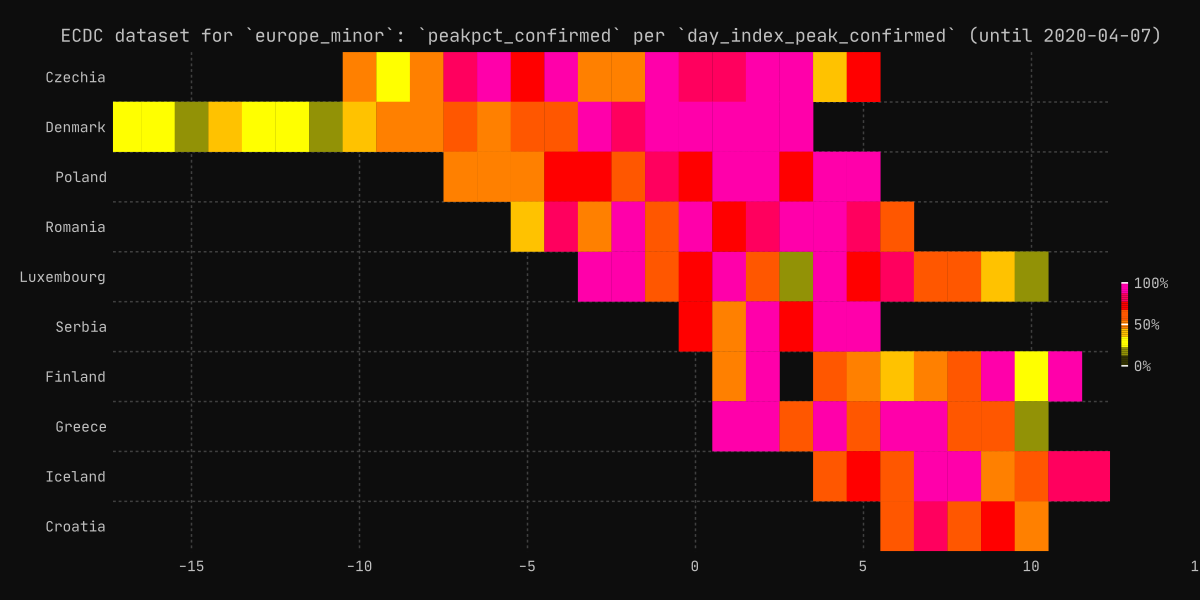 ECDC dataset for `europe_minor`: `peakpct_confirmed` per `day_index_peak_confirmed` (until 2020-04-07)
Czechia
Denmark
Poland
Romania
Luxembourg
Serbia
Finland
Greece
Iceland
Croatia
100%
50%
0%
-15 -10 -5 0 5 10